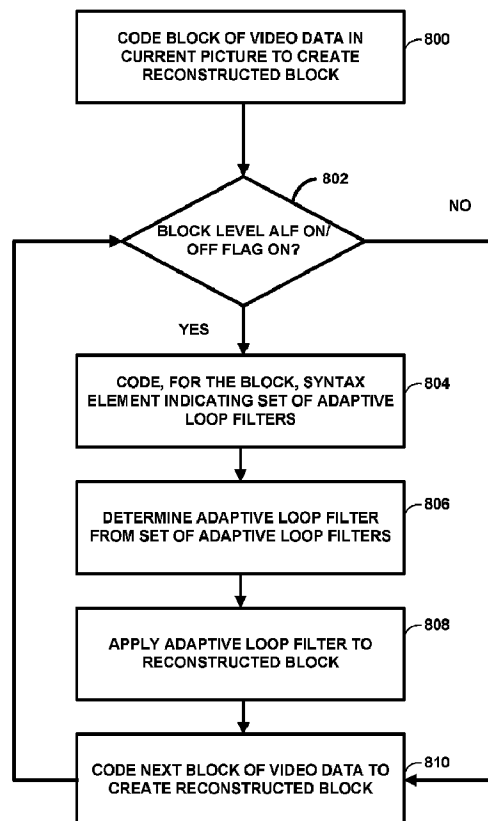 CODE BLOCK OF VIDEO DATA IN
CURRENT PICTURE TO CREATE
RECONSTRUCTED BLOCK
800
802
BLOCK LEVEL ALF ON/
OFF FLAG ON?
NO
YES
CODE, FOR THE BLOCK, SYNTAX
ELEMENT INDICATING SET OF ADAPTIVE
LOOP FILTERS
804
DETERMINE ADAPTIVE LOOP FILTER
FROM SET OF ADAPTIVE LOOP FILTERS
806
APPLY ADAPTIVE LOOP FILTER TO
RECONSTRUCTED BLOCK
808
CODE NEXT BLOCK OF VIDEO DATA TO
CREATE RECONSTRUCTED BLOCK
810